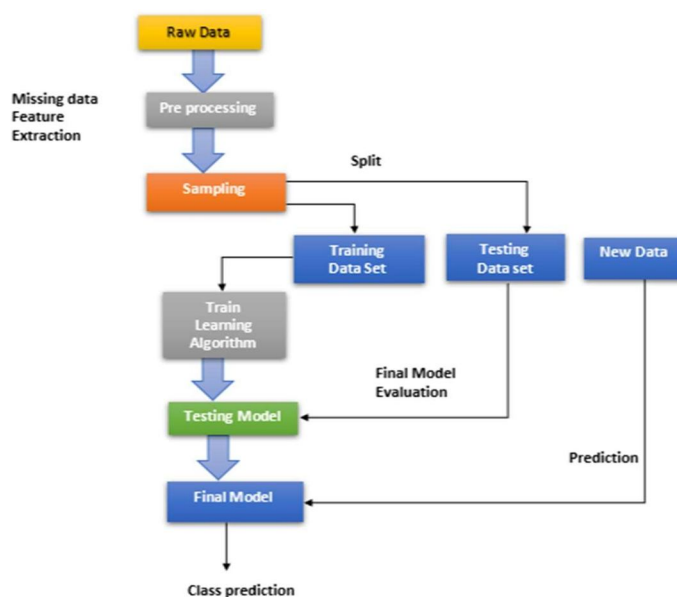 Raw Data
Missing data
Feature
Extraction
Pre processing
Split
Sampling
Training
Data Set
Testing
Data set
New Data
Train
Learning
Algorithm
Final Model
Evaluation
Testing Model
Prediction
Final Model
Class prediction